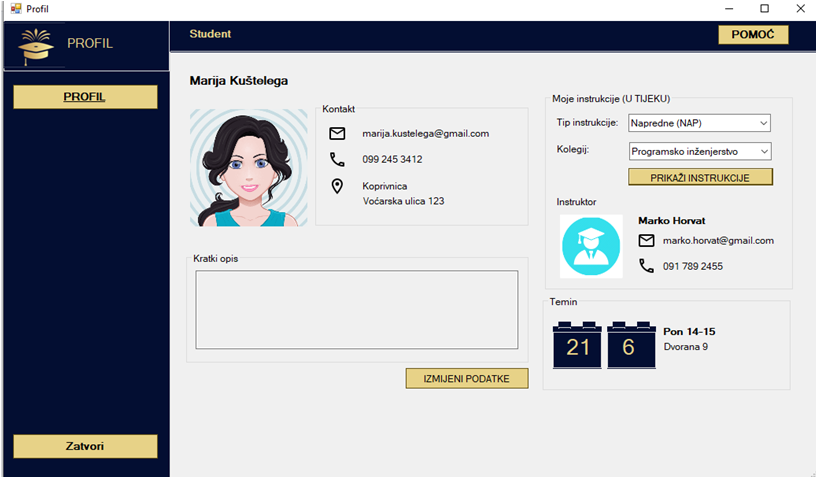 Profil
PROFIL
Student
POMOĆ
PROFIL
Zatvori
Marija Kuštelega
Kontakt
marija.kustelega@gmail.com
099 245 3412
Koprivnica
Voćarska ulica 123
Kratki opis
IZMIJENI PODATKE
Moje instrukcije (U TIJEKU)
Tip instrukcije:
Napredne (NAP)
Kolegij:
Programsko inženjerstvo
PRIKAŽI INSTRUKCIJE
Instruktor
Marko Horvat
marko.horvat@gmail.com
091 789 2455
Temin
21
6
Pon 14-15
Dvorana 9